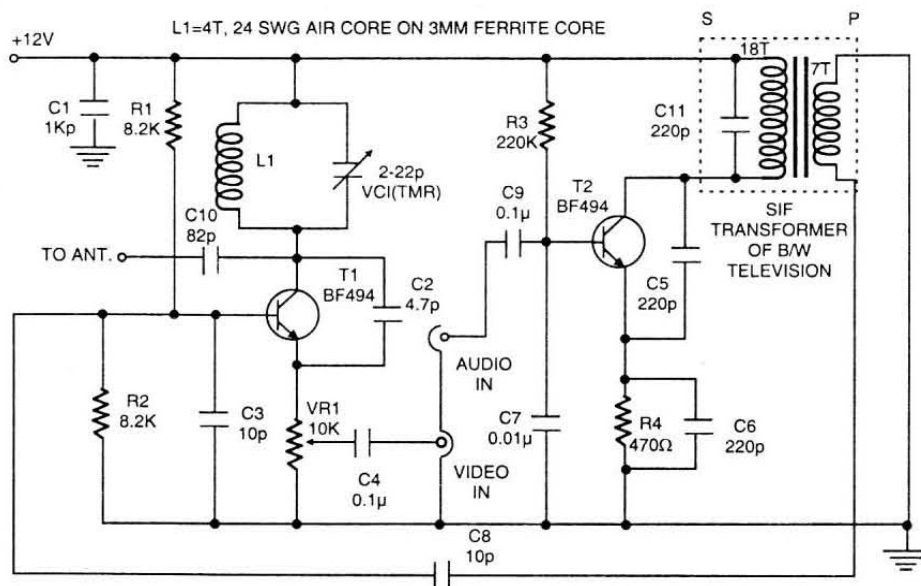 L1=4T, 24 SWG AIR CORE ON 3MM FERRITE CORE
+12V
S
P
18T
7T
C1
1Kp
R1
8.2K
L1
2-22p
VCI(TMR)
R3
220K
C11
220p
C10
82p
TO ANT.
C9
0.1µ
T2
BF494
SIF
TRANSFORMER
OF B/W
TELEVISION
T1
BF494
C2
4.7p
C5
220p
AUDIO
IN
R2
8.2K
C3
10p
VR1
10K
C4
0.1µ
VIDEO
IN
C7
0.01µ
R4
470Ω
C6
220p
C8
10p